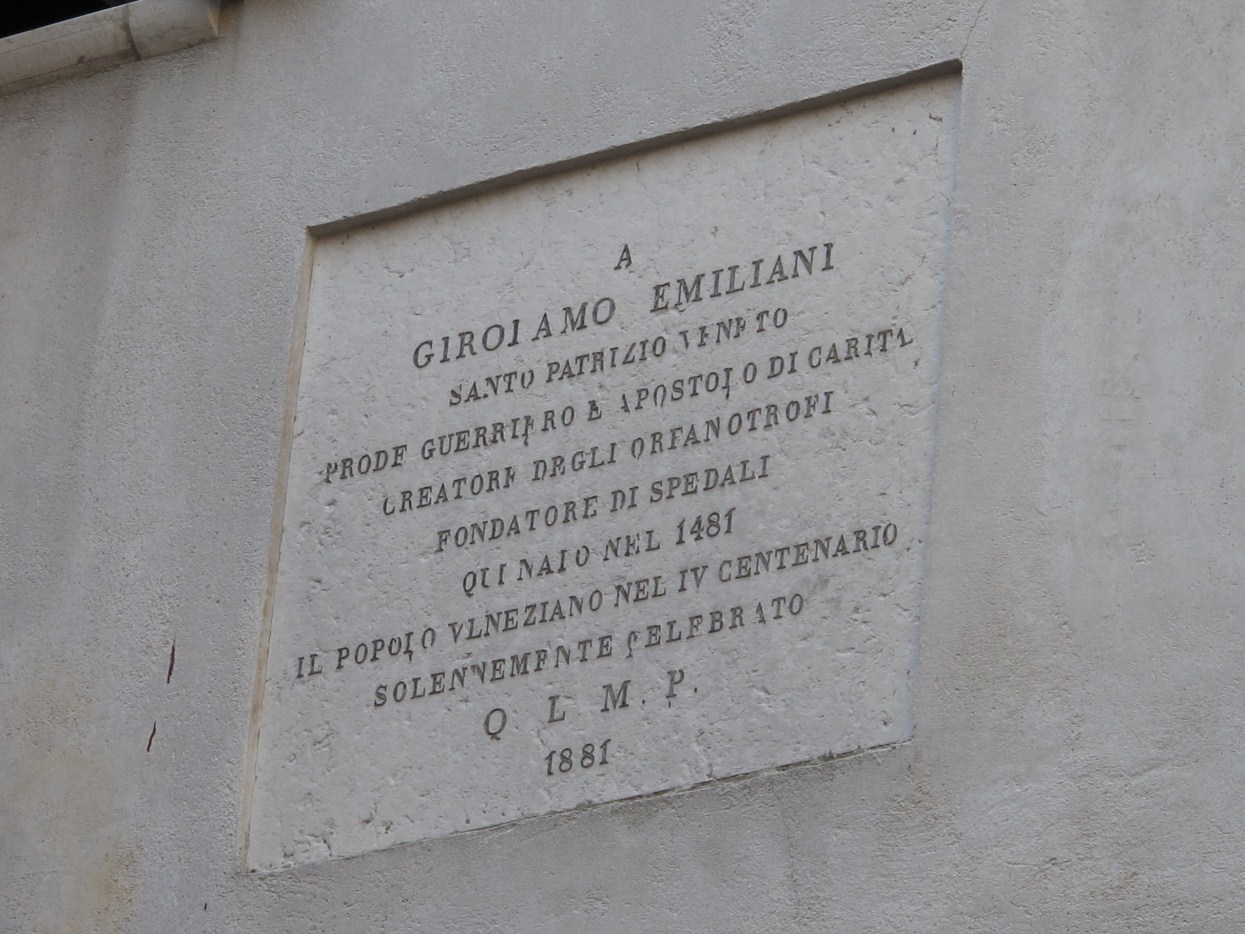 A
GIROLAMO EMILIANI
SANTO PATRIZIO VENETO
PRODE GUERRIERO E APOSTOLO DI CARITÀ
CREATORE DEGLI ORFANOTROFI
FONDATORE DI SPEDALI
QUI NATO NEL 1481
IL POPOLO VENEZIANO NEL IV CENTENARIO
SOLENNEMENTE CELEBRATO
Q. L. M. P.
1881